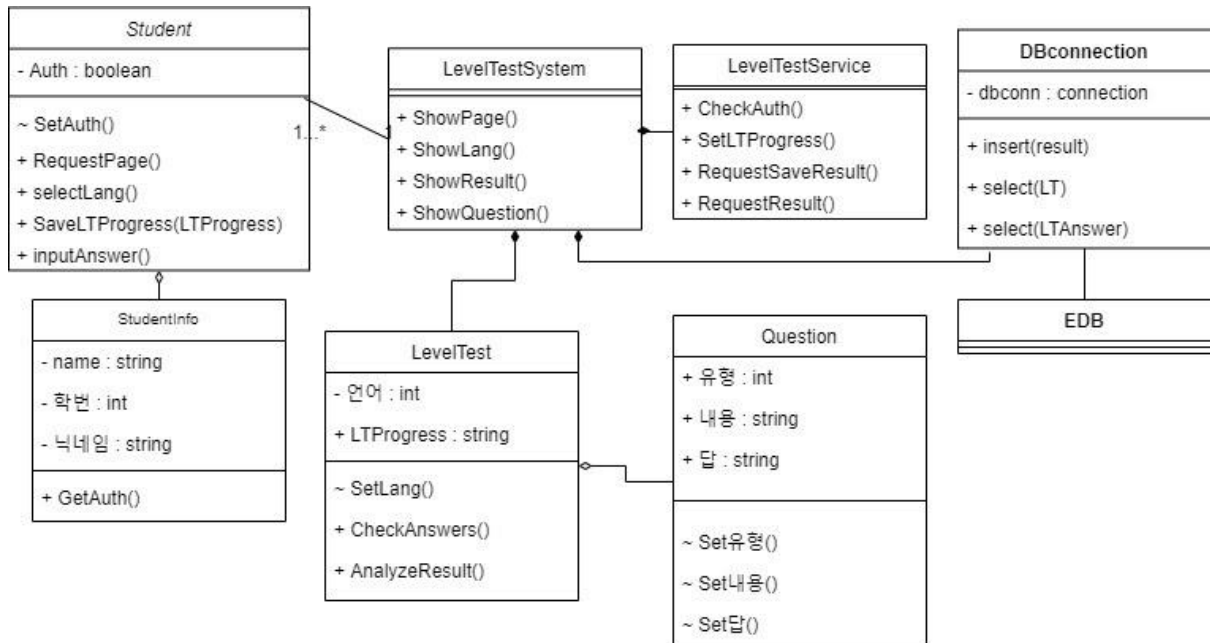 Student
- Auth : boolean
~ SetAuth()
+ RequestPage()
+ selectLang()
+ SaveLTProgress(LTProgress)
+ inputAnswer()
1...*
1
LevelTestSystem
+ ShowPage()
+ ShowLang()
+ ShowResult()
+ ShowQuestion()
LevelTestService
+ CheckAuth()
+ SetLTProgress()
+ RequestSaveResult()
+ RequestResult()
DBconnection
- dbconn : connection
+ insert(result)
+ select(LT)
+ select(LTAnswer)
EDB
StudentInfo
- name : string
- 학번 : int
- 닉네임 : string
+ GetAuth()
LevelTest
- 언어 : int
+ LTProgress : string
~ SetLang()
+ CheckAnswers()
+ AnalyzeResult()
Question
+ 유형 : int
+ 내용 : string
+ 답 : string
~ Set유형()
~ Set내용()
~ Set답()